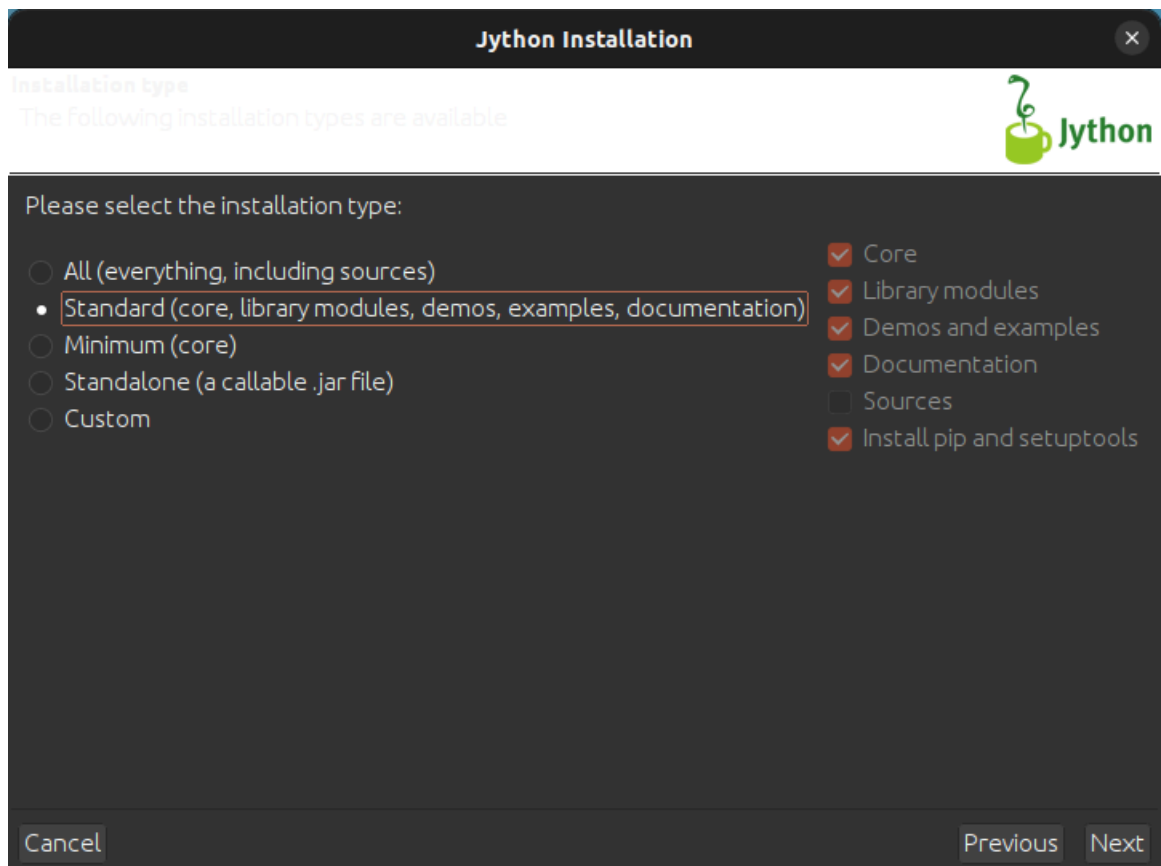 Jython Installation
Installation type
The following installation types are available
Jython
Please select the installation type:
All (everything, including sources)
Standard (core, library modules, demos, examples, documentation)
Minimum (core)
Standalone (a callable .jar file)
Custom
Core
Library modules
Demos and examples
Documentation
Sources
Install pip and setuptools
Cancel
Previous
Next